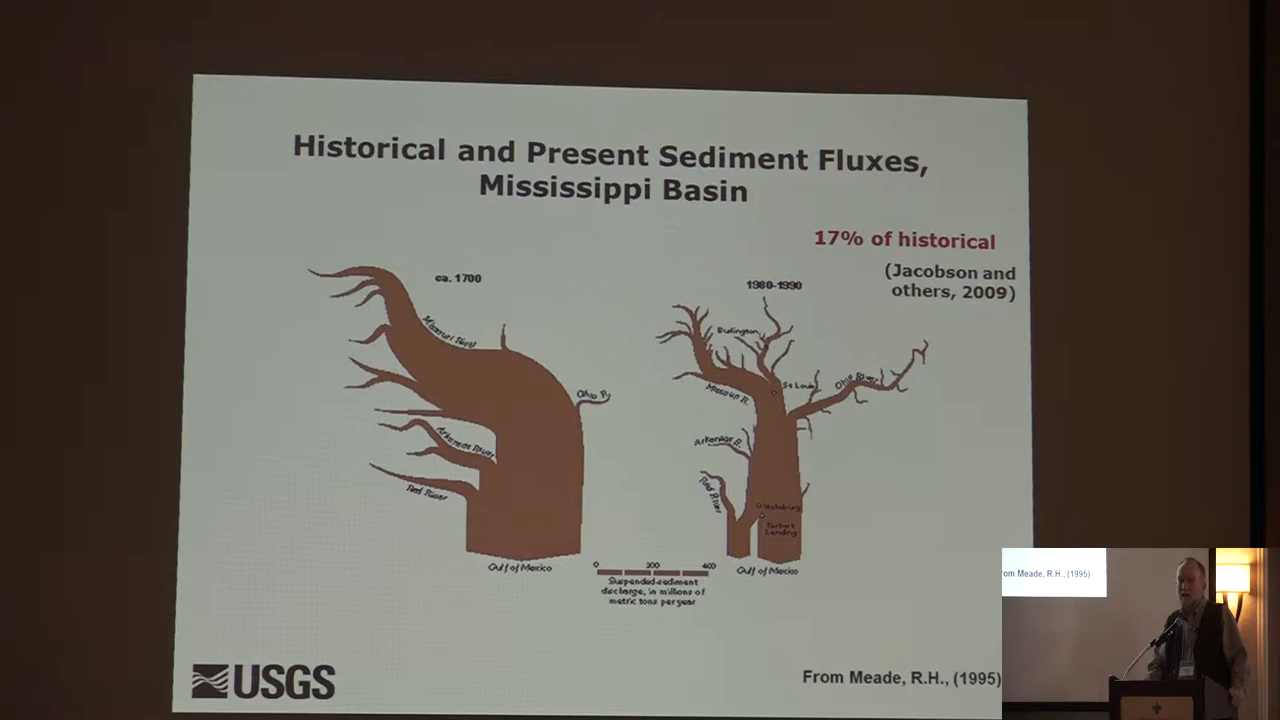 Historical and Present Sediment Fluxes,
Mississippi Basin
17% of historical
(Jacobson and
others, 2009)
ca. 1700
1980-1990
Missouri River
Ohio R.
Arkansas River
Red River
Gulf of Mexico
Burlington
St Louis
Ohio River
Missouri R.
Arkansas R.
Red River
Vicksburg
Tarbert
Landing
Gulf of Mexico
0 200 400
Suspended-sediment
discharge, in millions of
metric tons per year
USGS
From Meade, R.H., (1995)
rom Meade, R.H., (1995)